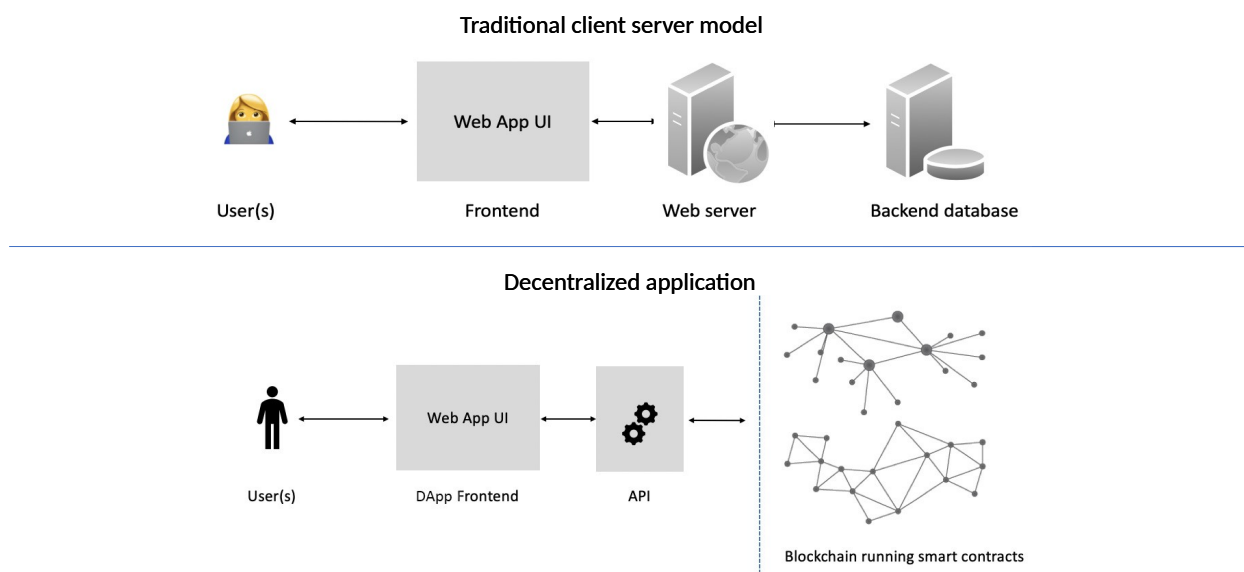 Traditional client server model
Web App UI
User(s)
Frontend
Web server
Backend database
Decentralized application
Web App UI
User(s)
DApp Frontend
API
Blockchain running smart contracts